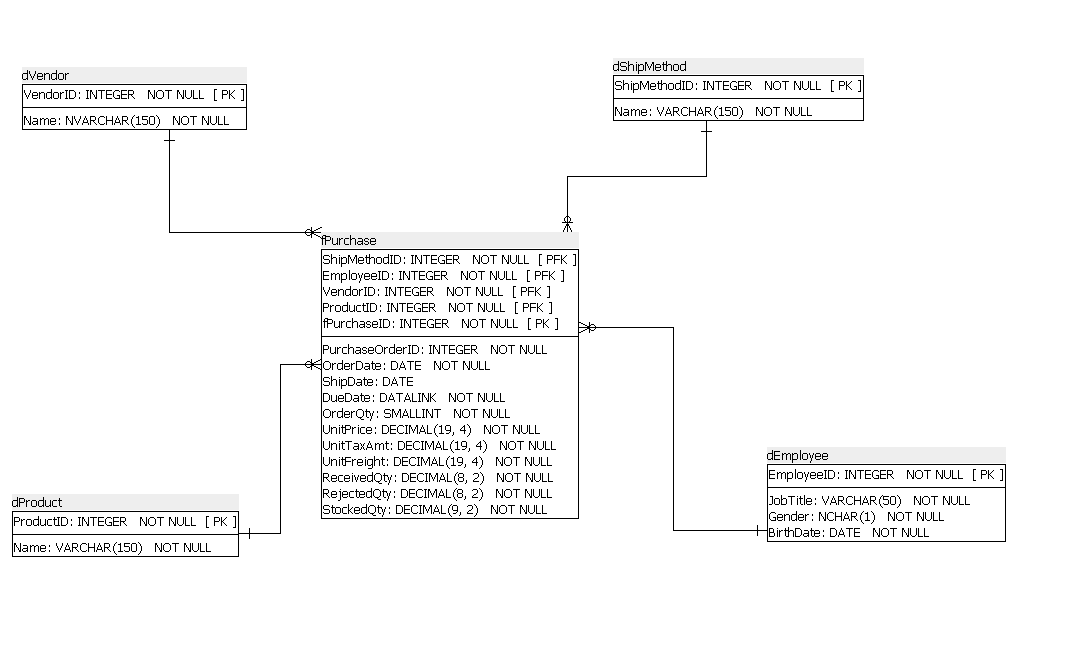 dVendor
VendorID: INTEGER NOT NULL [ PK ]
Name: NVARCHAR(150) NOT NULL
dShipMethod
ShipMethodID: INTEGER NOT NULL [ PK ]
Name: VARCHAR(150) NOT NULL
fPurchase
ShipMethodID: INTEGER NOT NULL [ PFK ]
EmployeeID: INTEGER NOT NULL [ PFK ]
VendorID: INTEGER NOT NULL [ PFK ]
ProductID: INTEGER NOT NULL [ PFK ]
fPurchaseID: INTEGER NOT NULL [ PK ]
PurchaseOrderID: INTEGER NOT NULL
OrderDate: DATE NOT NULL
ShipDate: DATE
DueDate: DATALINK NOT NULL
OrderQty: SMALLINT NOT NULL
UnitPrice: DECIMAL(19, 4) NOT NULL
UnitTaxAmt: DECIMAL(19, 4) NOT NULL
UnitFreight: DECIMAL(19, 4) NOT NULL
ReceivedQty: DECIMAL(8, 2) NOT NULL
RejectedQty: DECIMAL(8, 2) NOT NULL
StockedQty: DECIMAL(9, 2) NOT NULL
dProduct
ProductID: INTEGER NOT NULL [ PK ]
Name: VARCHAR(150) NOT NULL
dEmployee
EmployeeID: INTEGER NOT NULL [ PK ]
JobTitle: VARCHAR(50) NOT NULL
Gender: NCHAR(1) NOT NULL
BirthDate: DATE NOT NULL